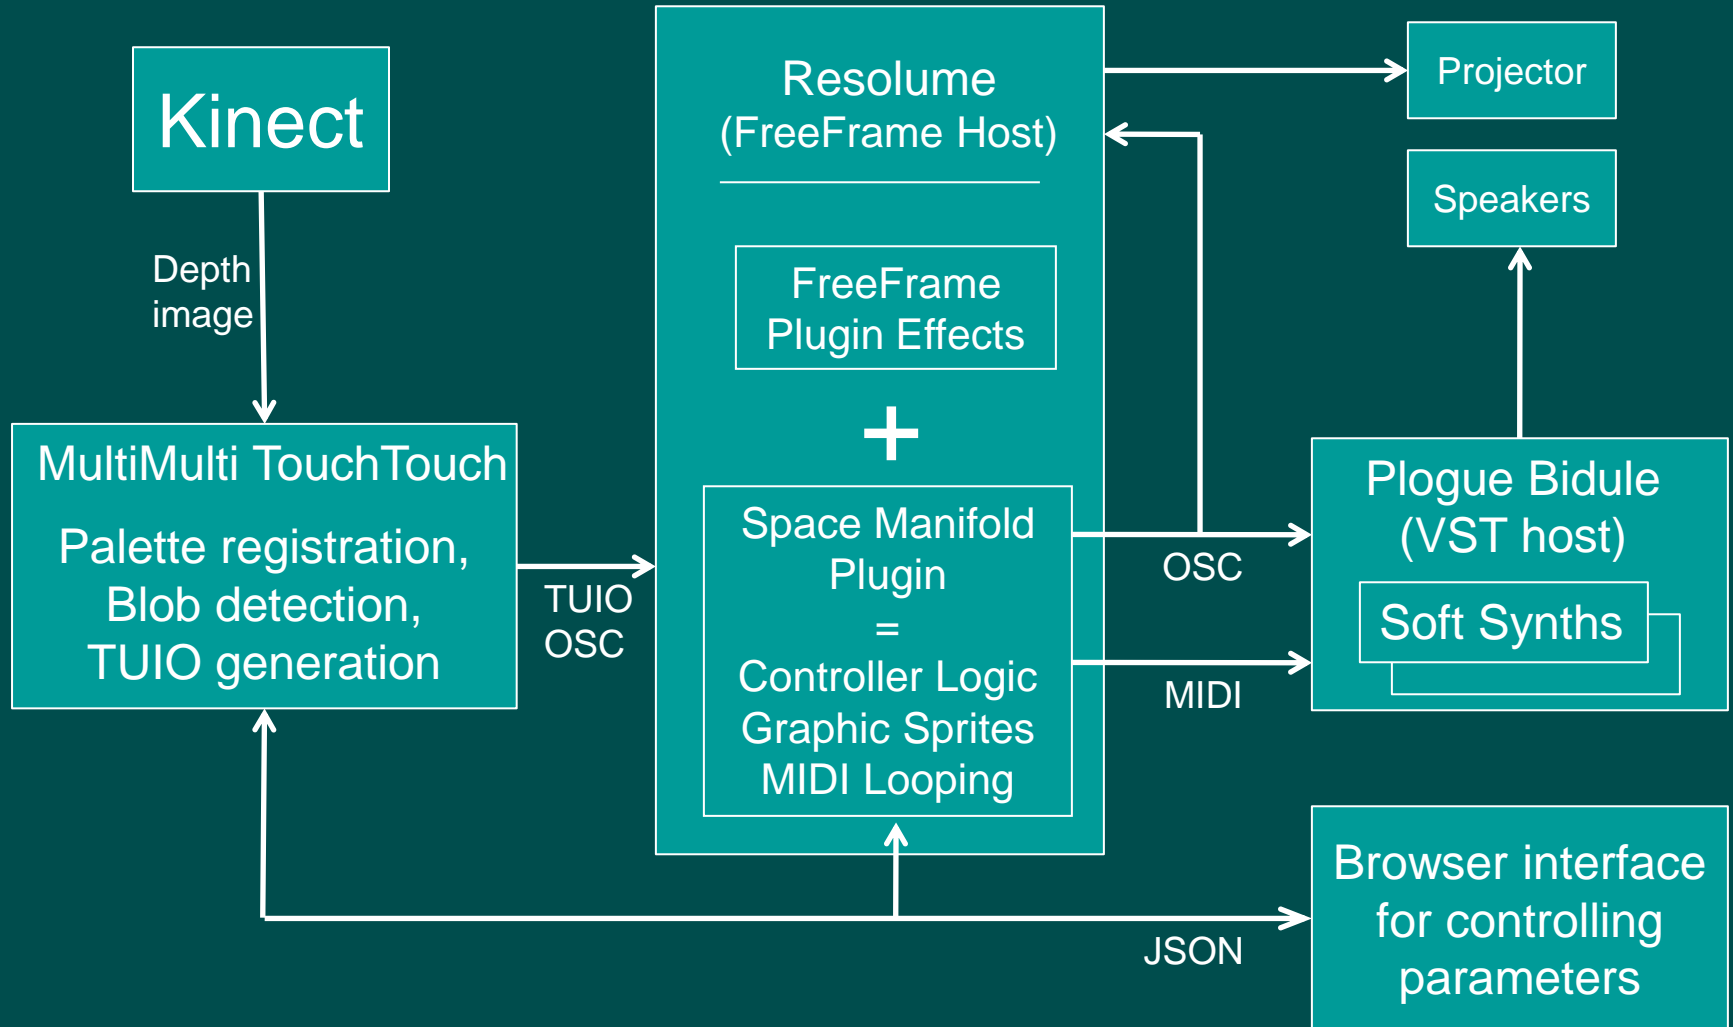 Kinect
Depth
image
MultiMulti TouchTouch
Palette registration,
Blob detection,
TUIO generation
TUIO
OSC
Resolume
(FreeFrame Host)
FreeFrame
Plugin Effects
+
Space Manifold
Plugin
=
Controller Logic
Graphic Sprites
MIDI Looping
OSC
MIDI
Projector
Speakers
Plogue Bidule
(VST host)
Soft Synths
JSON
Browser interface
for controlling
parameters